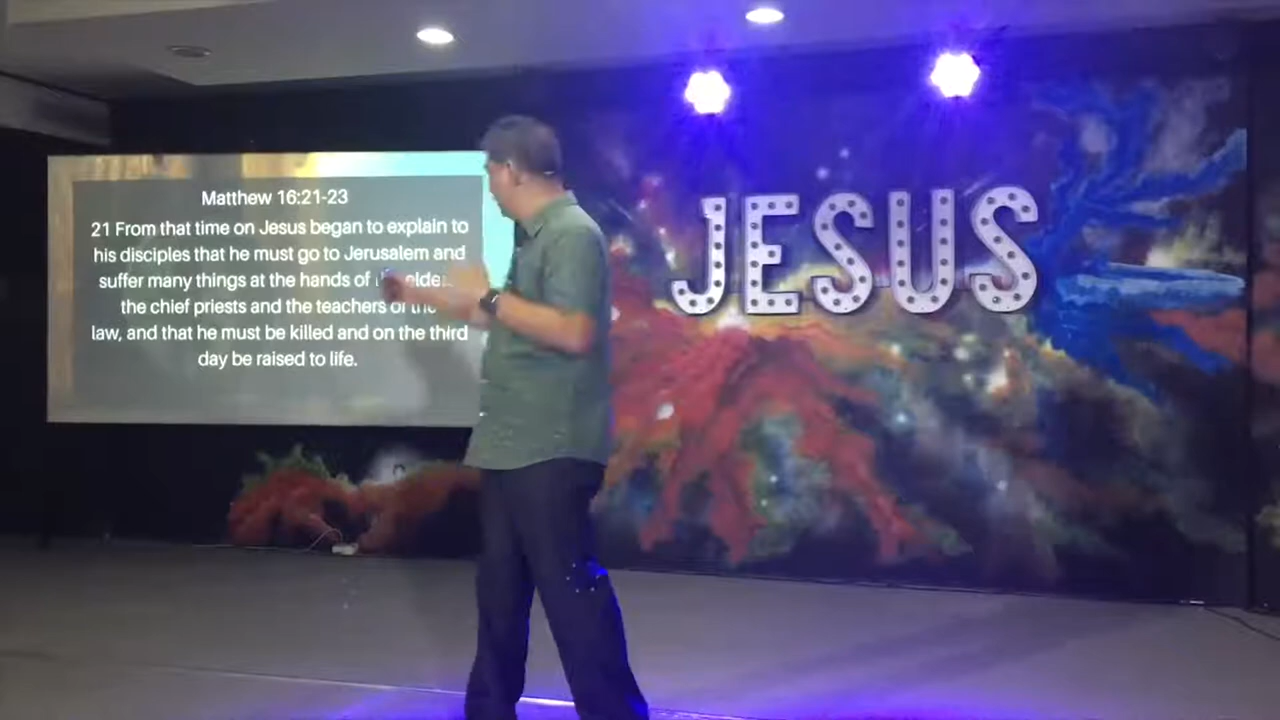 Matthew 16:21-23
21 From that time on Jesus began to explain to
his disciples that he must go to Jerusalem and
suffer many things at the hands of
the chief priests and the teachers of the
law, and that he must be killed and on the third
day be raised to life.
JESUS